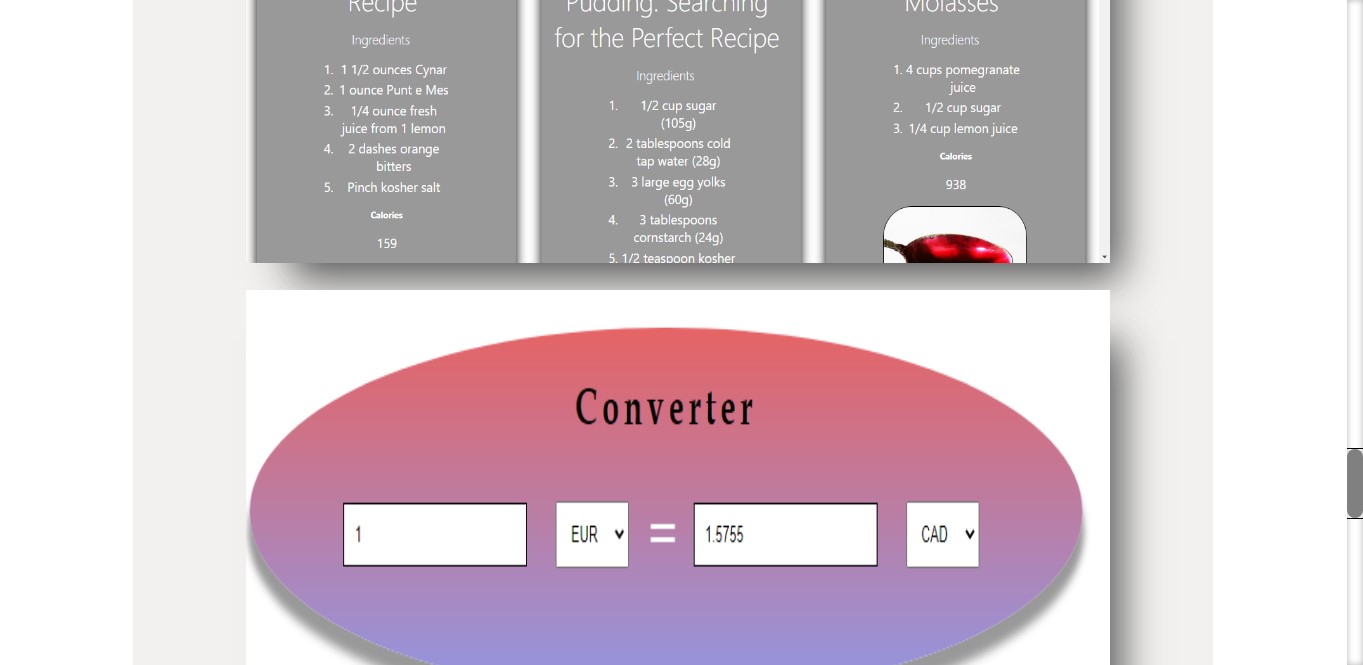 Recipe
Ingredients
1. 1 1/2 ounces Cynar
2. 1 ounce Punt e Mes
3. 1/4 ounce fresh
juice from 1 lemon
4. 2 dashes orange
bitters
5. Pinch kosher salt
Calories
159
Pudding: Searching
for the Perfect Recipe
Ingredients
1. 1/2 cup sugar
(105g)
2. 2 tablespoons cold
tap water (28g)
3. 3 large egg yolks
(60g)
4. 3 tablespoons
cornstarch (24g)
5. 1/2 teaspoon kosher
Molasses
Ingredients
1. 4 cups pomegranate
juice
2. 1/2 cup sugar
3. 1/4 cup lemon juice
Calories
938
Converter
1 EUR = 1.5755 CAD